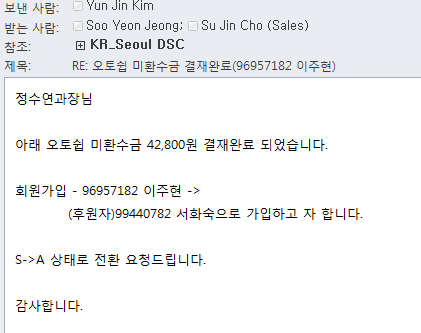 보낸 사람: Yun Jin Kim
받는 사람: Soo Yeon Jeong; Su Jin Cho (Sales)
참조: KR_Seoul DSC
제목: RE: 오토쉽 미환수금 결재완료(96957182 이주현)
정수연과장님
아래 오토쉽 미환수금 42,800원 결재완료 되었습니다.
회원가입 - 96957182 이주현 ->
(후원자)99440782 서화숙으로 가입하고 자 합니다.
S->A 상태로 전환 요청드립니다.
감사합니다.